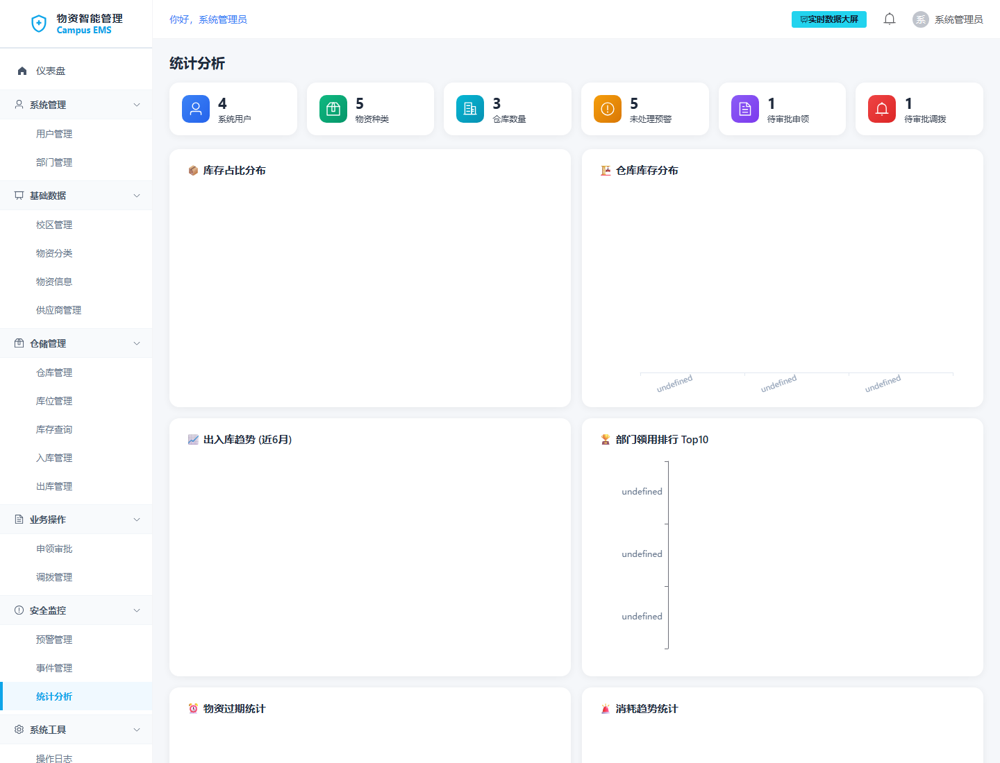 物资智能管理
Campus EMS
你好，系统管理员
实时数据大屏
系
系统管理员
仪表盘
系统管理
用户管理
部门管理
基础数据
校区管理
物资分类
物资信息
供应商管理
仓储管理
仓库管理
库位管理
库存查询
入库管理
出库管理
业务操作
申领审批
调拨管理
安全监控
预警管理
事件管理
统计分析
系统工具
操作日志
统计分析
4
系统用户
5
物资种类
3
仓库数量
5
未处理预警
1
待审批申领
1
待审批调拨
库存占比分布
仓库库存分布
undefined
undefined
undefined
出入库趋势 (近6月)
部门领用排行 Top10
undefined
undefined
undefined
物资过期统计
消耗趋势统计